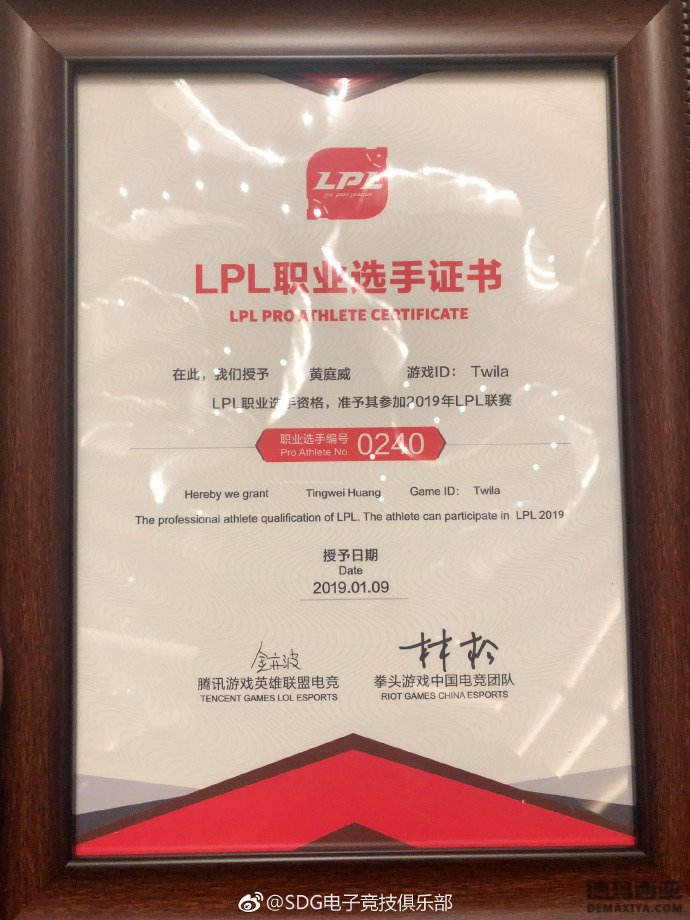 LPL
LOL PRO LEAGUE
LPL职业选手证书
LPL PRO ATHLETE CERTIFICATE
在此，我们授予 黄庭威 游戏ID： Twila
LPL职业选手资格，准予其参加2019年LPL联赛
职业选手编号 0240
Pro Athlete No.
Hereby we grant Tingwei Huang Game ID： Twila
The professional athlete qualification of LPL. The athlete can participate in LPL 2019
授予日期
Date
2019.01.09
林松
腾讯游戏英雄联盟电竞 拳头游戏中国电竞团队
TENCENT GAMES LOL ESPORTS RIOT GAMES CHINA ESPORTS
@SDG电子竞技俱乐部
DEMAXIYA.COM